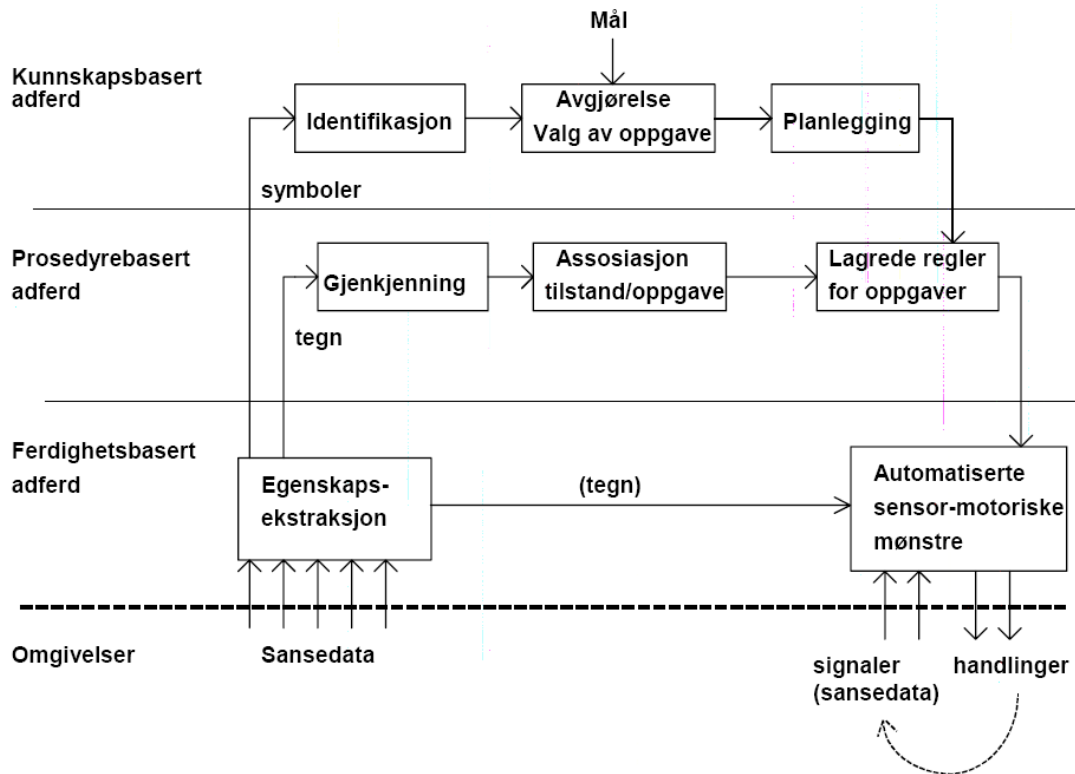 Mål
Kunnskapsbasert
adferd
Identifikasjon
Avgjørelse
Valg av oppgave
Planlegging
symboler
Prosedyrebasert
adferd
Gjenkjenning
Assosiasjon
tilstand/oppgave
Lagrede regler
for oppgaver
tegn
Ferdighetsbasert
adferd
Egenskaps-
ekstraksjon
(tegn)
Automatiserte
sensor-motoriske
mønstre
Omgivelser
Sansedata
signaler
(sansedata)
handlinger